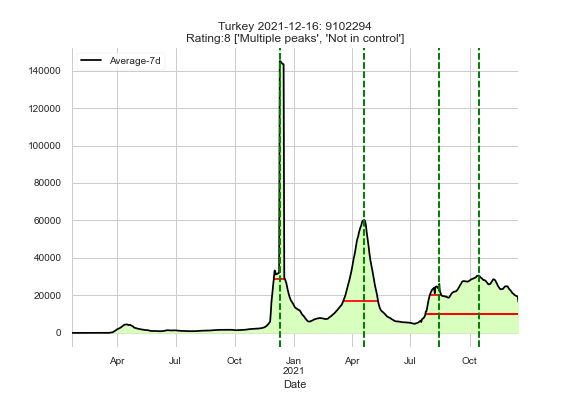 Turkey 2021-12-16: 9102294
Rating:8 ['Multiple peaks', 'Not in control']
Average-7d
140000
120000
100000
80000
60000
40000
20000
0
Apr Jul Oct Jan Apr Jul Oct
2021
Date